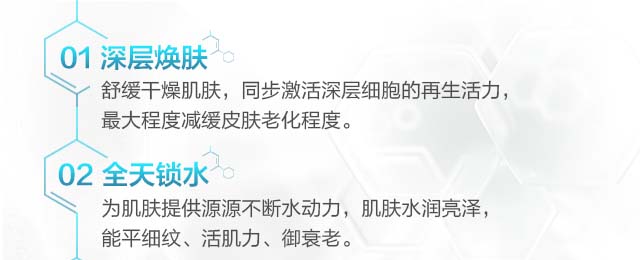 01 深层焕肤
舒缓干燥肌肤，同步激活深层细胞的再生活力，
最大程度减缓皮肤老化程度。
02 全天锁水
为肌肤提供源源不断水动力，肌肤水润亮泽，
能平细纹、活肌力、御衰老。